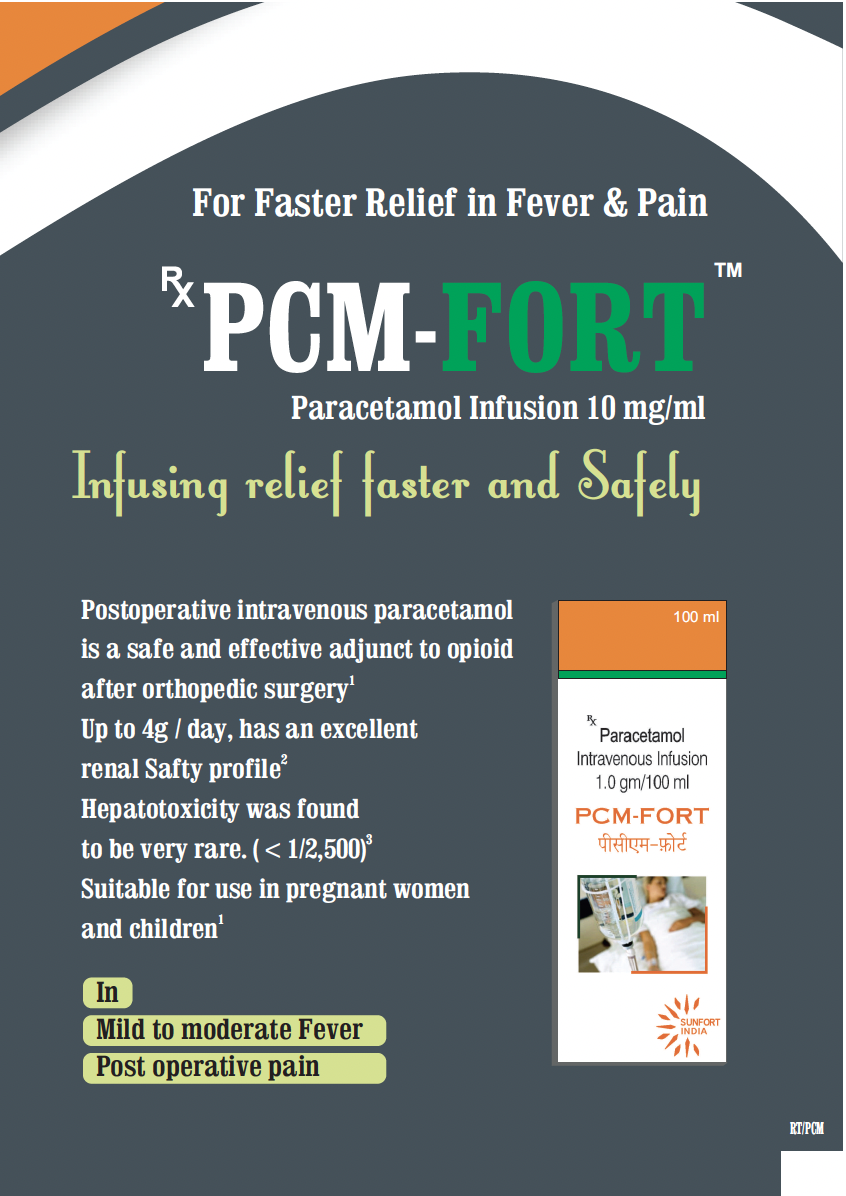 For Faster Relief in Fever & Pain
Rx PCM-FORT ™
Paracetamol Infusion 10 mg/ml
Infusing relief faster and Safely
Postoperative intravenous paracetamol
is a safe and effective adjunct to opioid
after orthopedic surgery¹
Up to 4g / day, has an excellent
renal Safty profile²
Hepatotoxicity was found
to be very rare. ( < 1/2,500)³
Suitable for use in pregnant women
and children¹
In
Mild to moderate Fever
Post operative pain
100 ml
Rx
Paracetamol
Intravenous Infusion
1.0 gm/100 ml
PCM-FORT
पीसीएम-फ़ोर्ट
SUNFORT
INDIA
RT/PCM